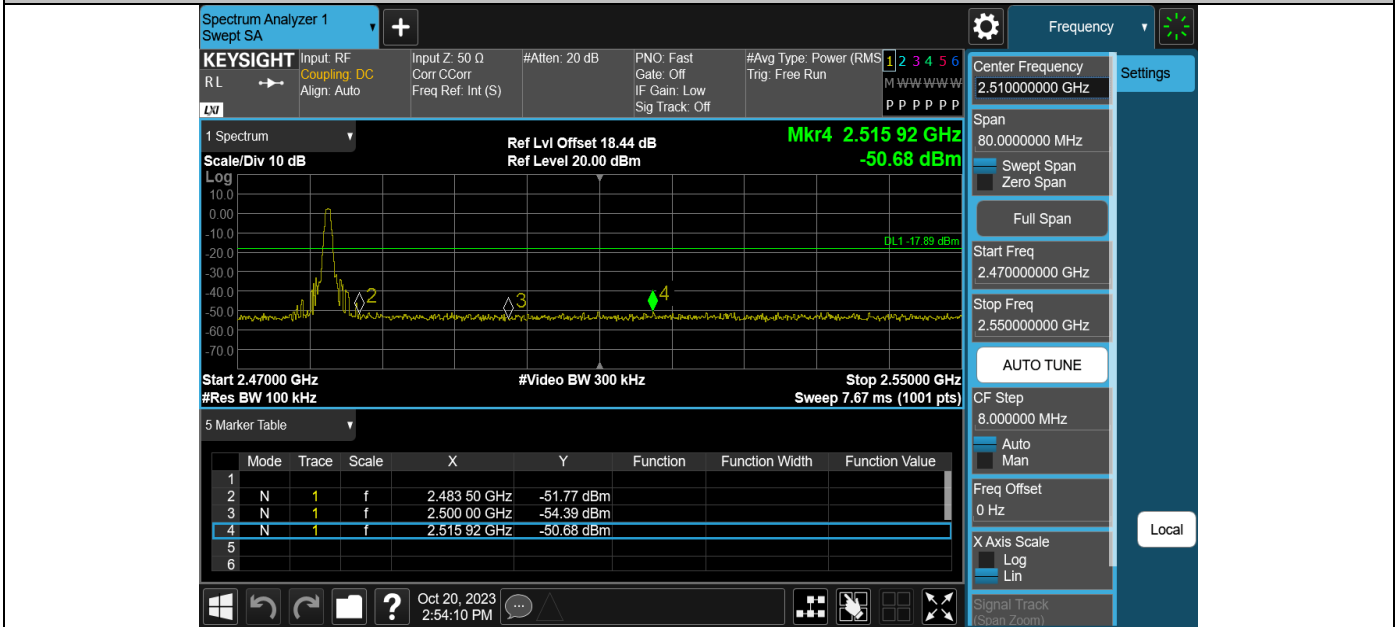 Spectrum Analyzer 1
Swept SA
+
Frequency
KEYSIGHT
RL
LXI
Input: RF
Coupling: DC
Align: Auto
Input Z: 50 Ω
Corr CCorr
Freq Ref: Int (S)
#Atten: 20 dB
PNO: Fast
Gate: Off
IF Gain: Low
Sig Track: Off
#Avg Type: Power (RMS
Trig: Free Run
1 2 3 4 5 6
M W W W W W
P P P P P P
1 Spectrum
Scale/Div 10 dB
Ref Lvl Offset 18.44 dB
Ref Level 20.00 dBm
Mkr4 2.515 92 GHz
-50.68 dBm
Log
10.0
0.00
-10.0
-20.0
-30.0
-40.0
-50.0
-60.0
-70.0
DL1 -17.89 dBm
2
3
4
Start 2.47000 GHz
#Video BW 300 kHz
Stop 2.55000 GHz
#Res BW 100 kHz
Sweep 7.67 ms (1001 pts)
5 Marker Table
Mode Trace Scale X Y Function Function Width Function Value
1
2 N 1 f 2.483 50 GHz -51.77 dBm
3 N 1 f 2.500 00 GHz -54.39 dBm
4 N 1 f 2.515 92 GHz -50.68 dBm
5
6
?
Oct 20, 2023
2:54:10 PM
Center Frequency
2.510000000 GHz
Span
80.0000000 MHz
Swept Span
Zero Span
Full Span
Start Freq
2.470000000 GHz
Stop Freq
2.550000000 GHz
AUTO TUNE
CF Step
8.000000 MHz
Auto
Man
Freq Offset
0 Hz
X Axis Scale
Log
Lin
Signal Track
(Span Zoom)
Settings
Local